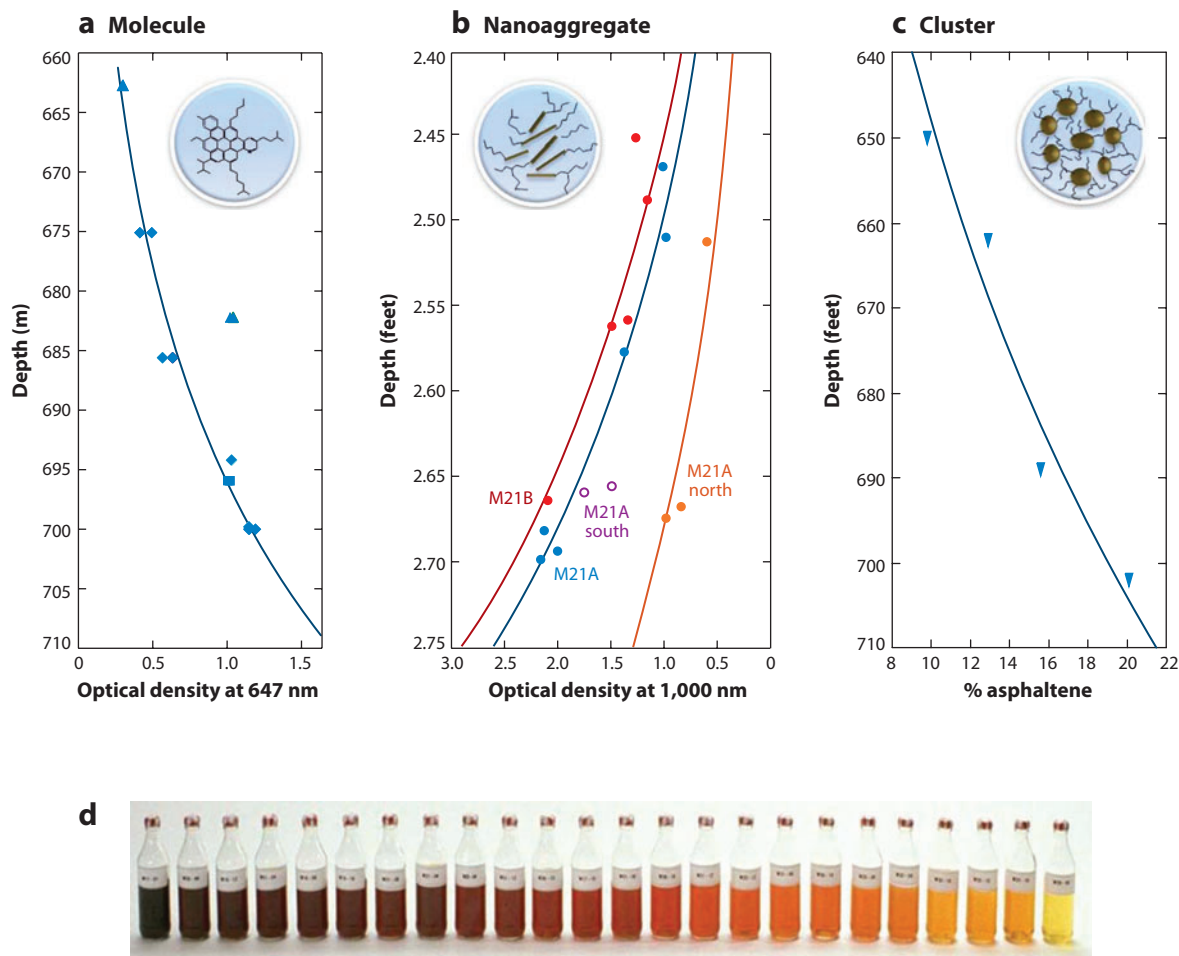 a Molecule
660
665
670
675
680
685
690
695
700
705
710
Depth (m)
0 0.5 1.0 1.5
Optical density at 647 nm
b Nanoaggregate
2.40
2.45
2.50
2.55
2.60
2.65
2.70
2.75
Depth (feet)
M21B
M21A
south
M21A
north
M21A
3.0 2.5 2.0 1.5 1.0 0.5 0
Optical density at 1,000 nm
c Cluster
640
650
660
670
680
690
700
710
Depth (feet)
8 10 12 14 16 18 20 22
% asphaltene
d